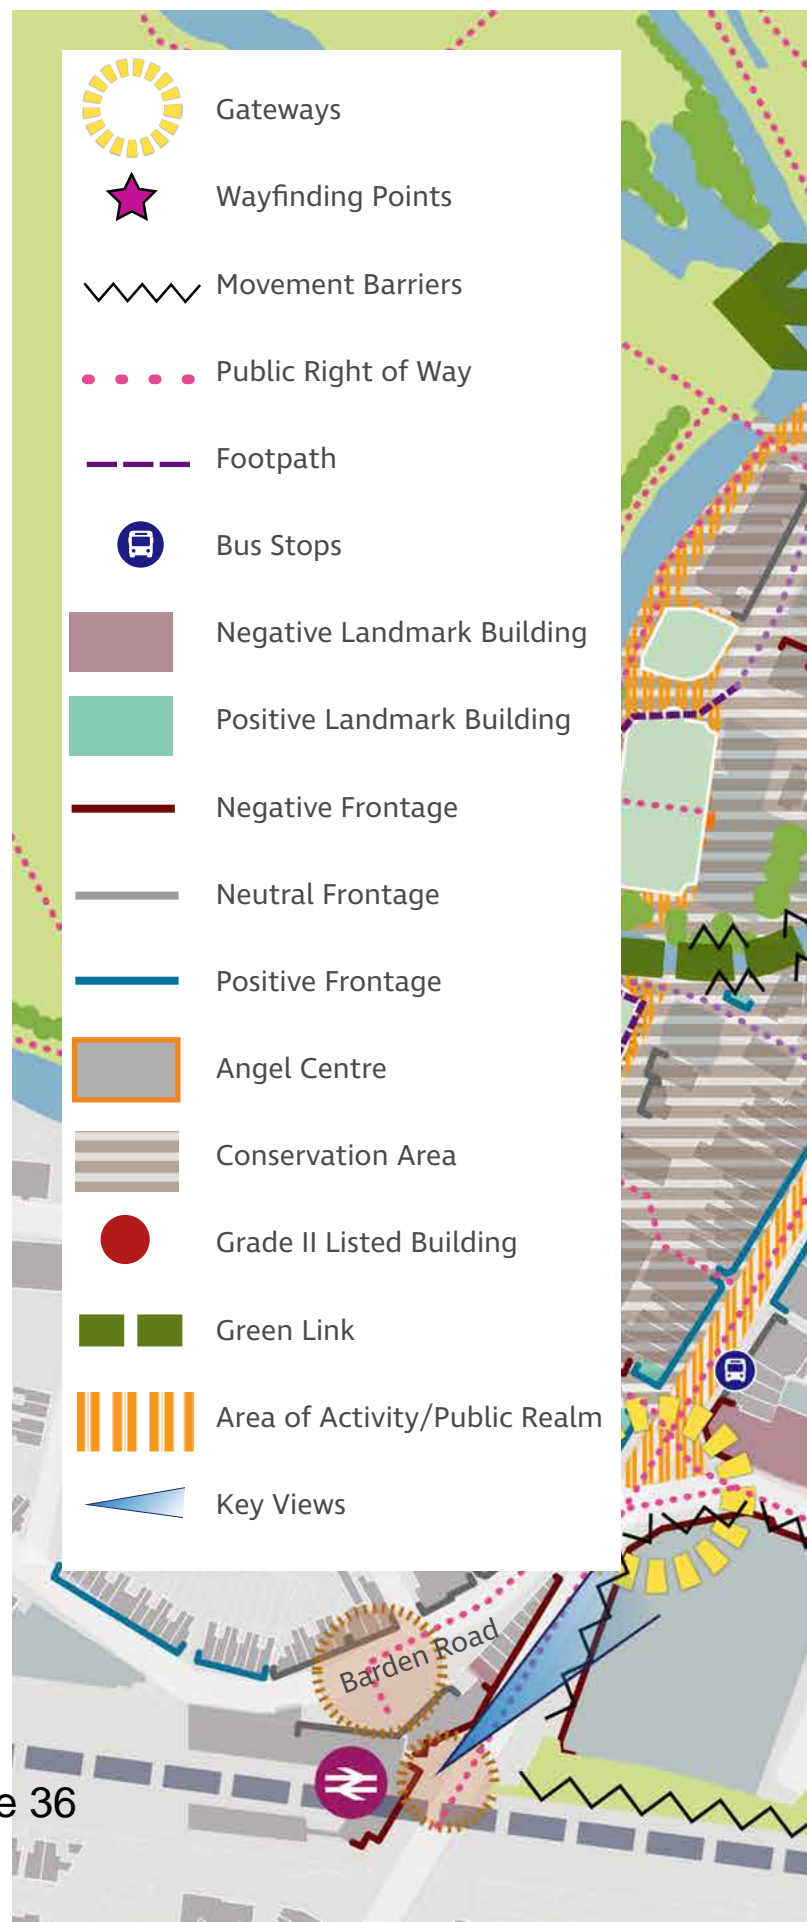 Gateways
Wayfinding Points
Movement Barriers
Public Right of Way
Footpath
Bus Stops
Negative Landmark Building
Positive Landmark Building
Negative Frontage
Neutral Frontage
Positive Frontage
Angel Centre
Conservation Area
Grade II Listed Building
Green Link
Area of Activity/Public Realm
Key Views
Barden Road
e 36